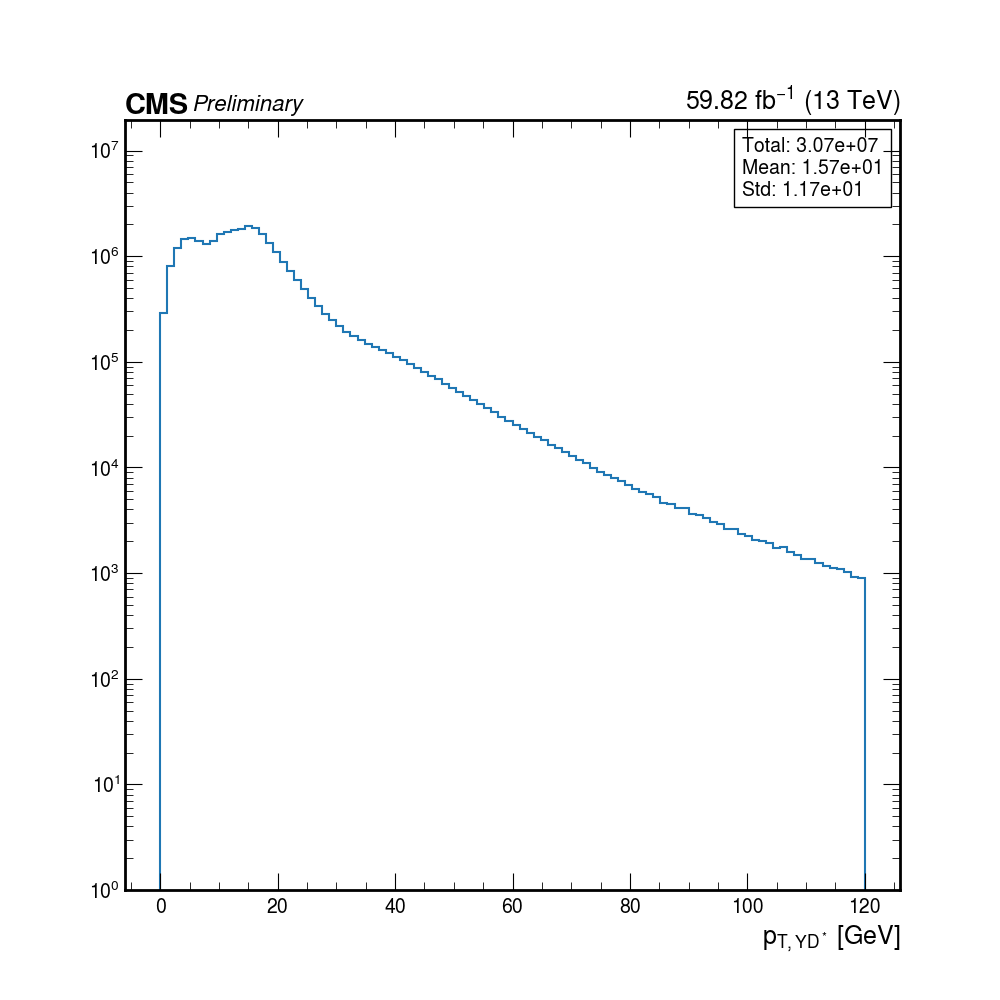 CMS Preliminary 59.82 fb⁻¹ (13 TeV)
Total: 3.07e+07
Mean: 1.57e+01
Std: 1.17e+01
10⁷
10⁶
10⁵
10⁴
10³
10²
10¹
10⁰
0 20 40 60 80 100 120
p_{T, YD*} [GeV]